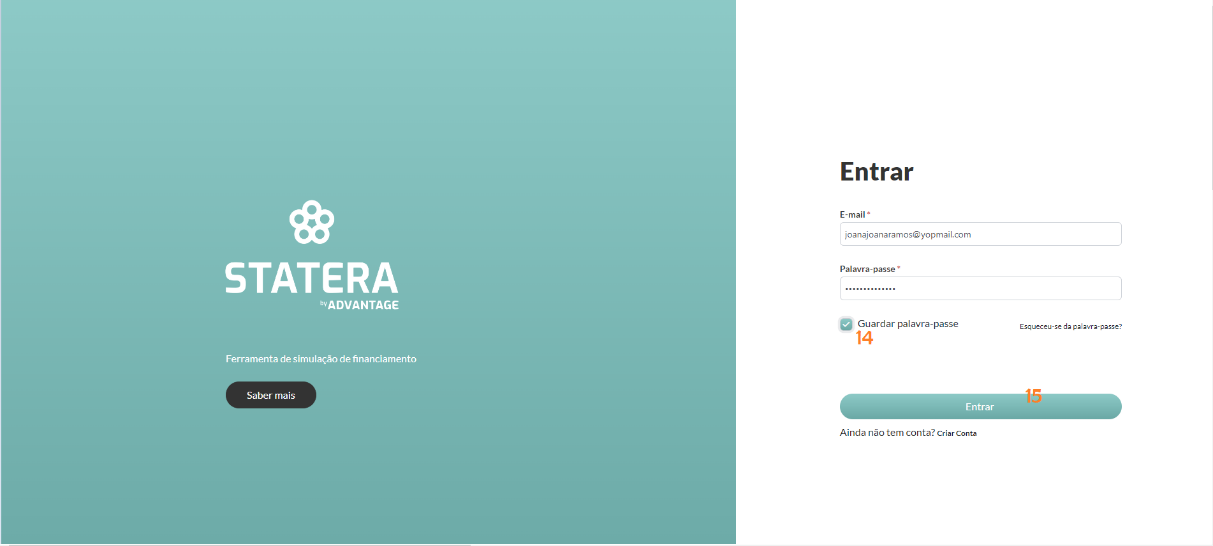 STATERA
by ADVANTAGE
Ferramenta de simulação de financiamento
Saber mais
Entrar
E-mail *
joanajoanaramos@yopmail.com
Palavra-passe *
••••••••••••••
Guardar palavra-passe
14
Esqueceu-se da palavra-passe?
15
Entrar
Ainda não tem conta? Criar Conta